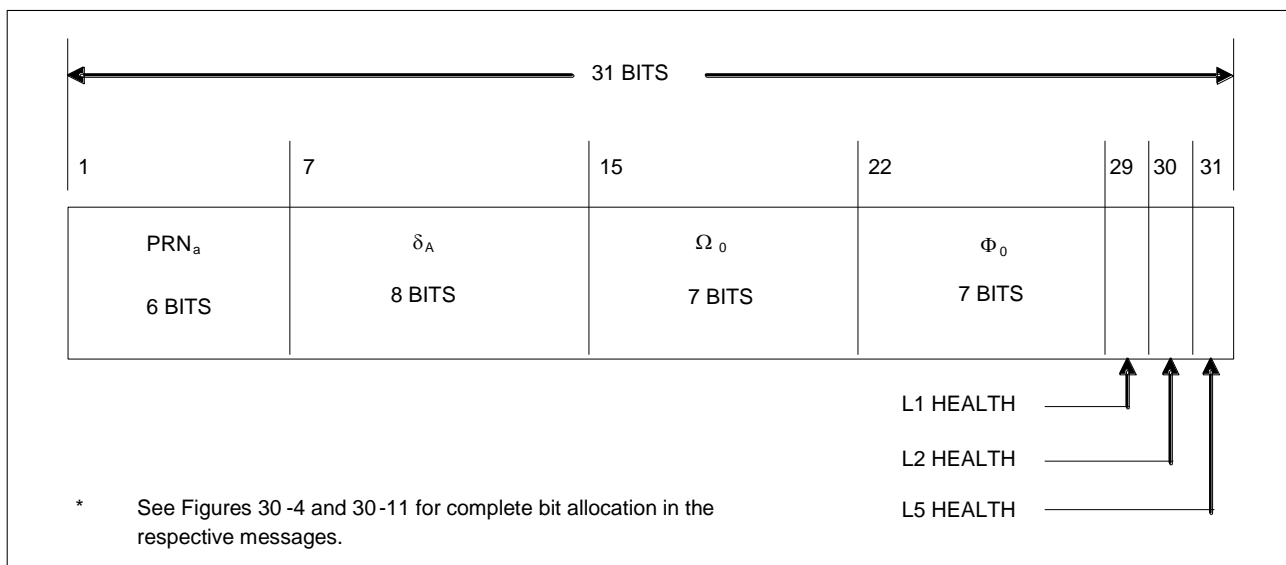 31 BITS
1 7 15 22 29 30 31
PRNa δA Ω0 Φ0
6 BITS 8 BITS 7 BITS 7 BITS
L1 HEALTH
L2 HEALTH
L5 HEALTH
* See Figures 30 -4 and 30-11 for complete bit allocation in the
respective messages.